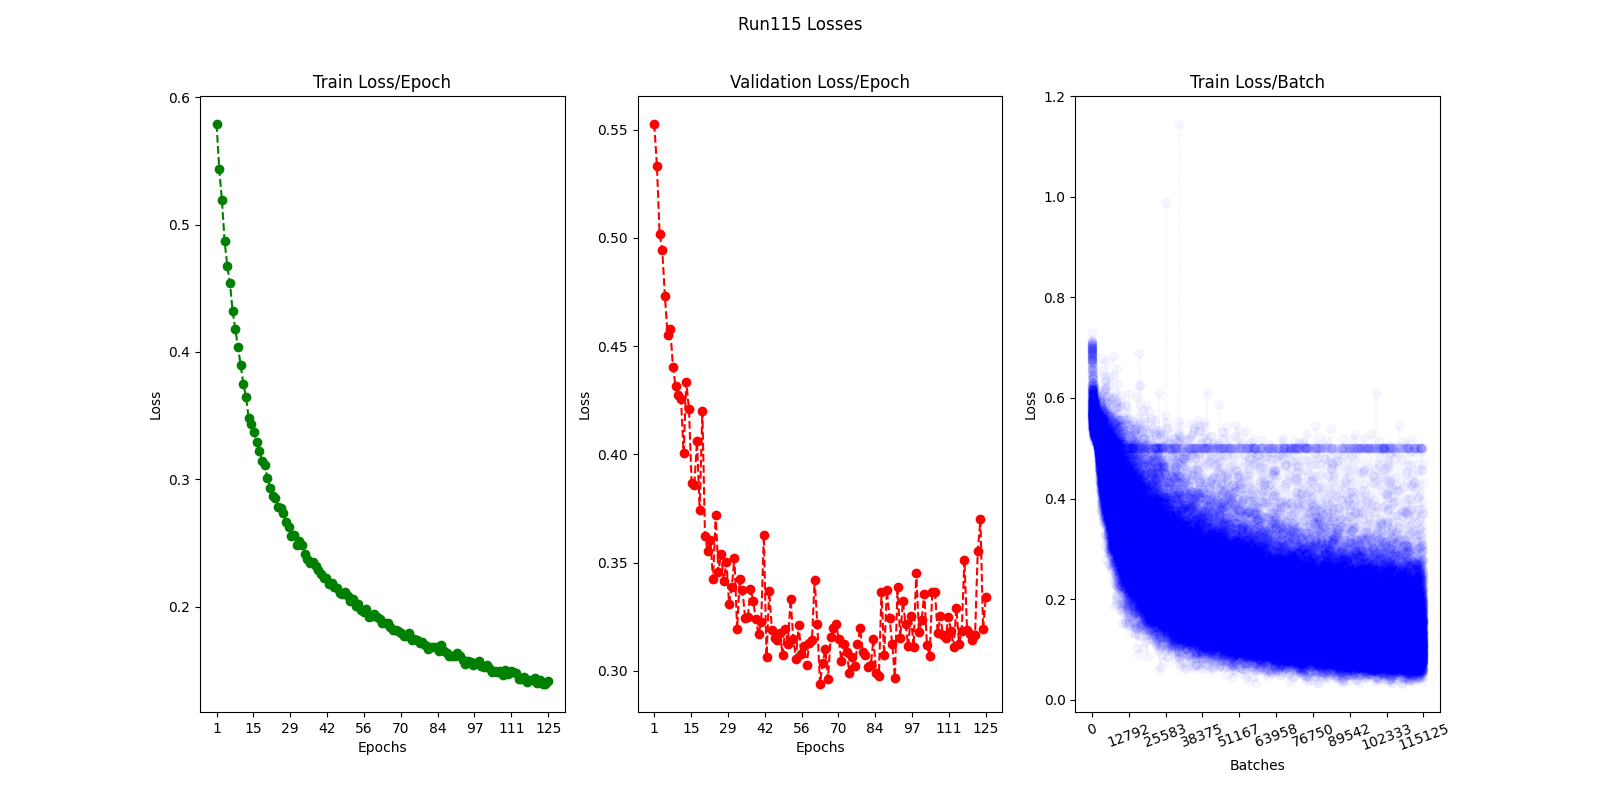 Run115 Losses
Train Loss/Epoch
Validation Loss/Epoch
Train Loss/Batch
0.6
0.5
0.4
0.3
0.2
Loss
1 15 29 42 56 70 84 97 111 125
Epochs
0.55
0.50
0.45
0.40
0.35
0.30
Loss
1 15 29 42 56 70 84 97 111 125
Epochs
1.2
1.0
0.8
0.6
0.4
0.2
0.0
Loss
0 12792 25583 38375 51167 63958 76750 89542 102333 115125
Batches